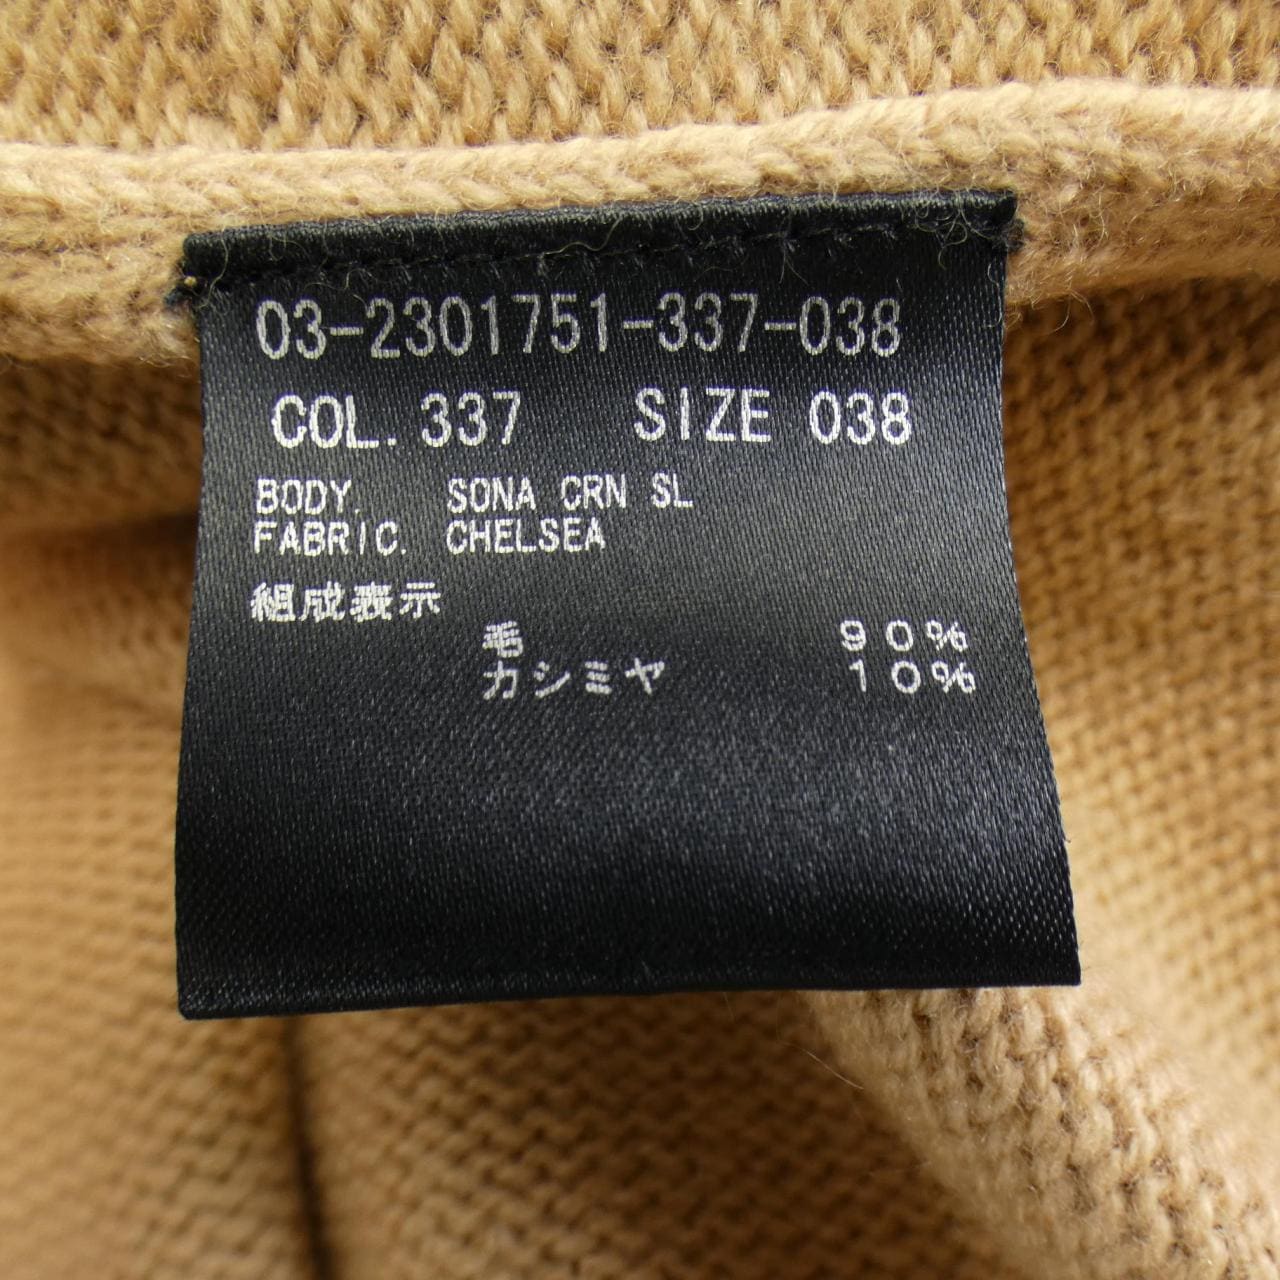 03-2301751-337-038
COL. 337 SIZE 038
BODY. SONA CRN SL
FABRIC. CHELSEA
組成表示
毛 90%
カシミヤ 10%